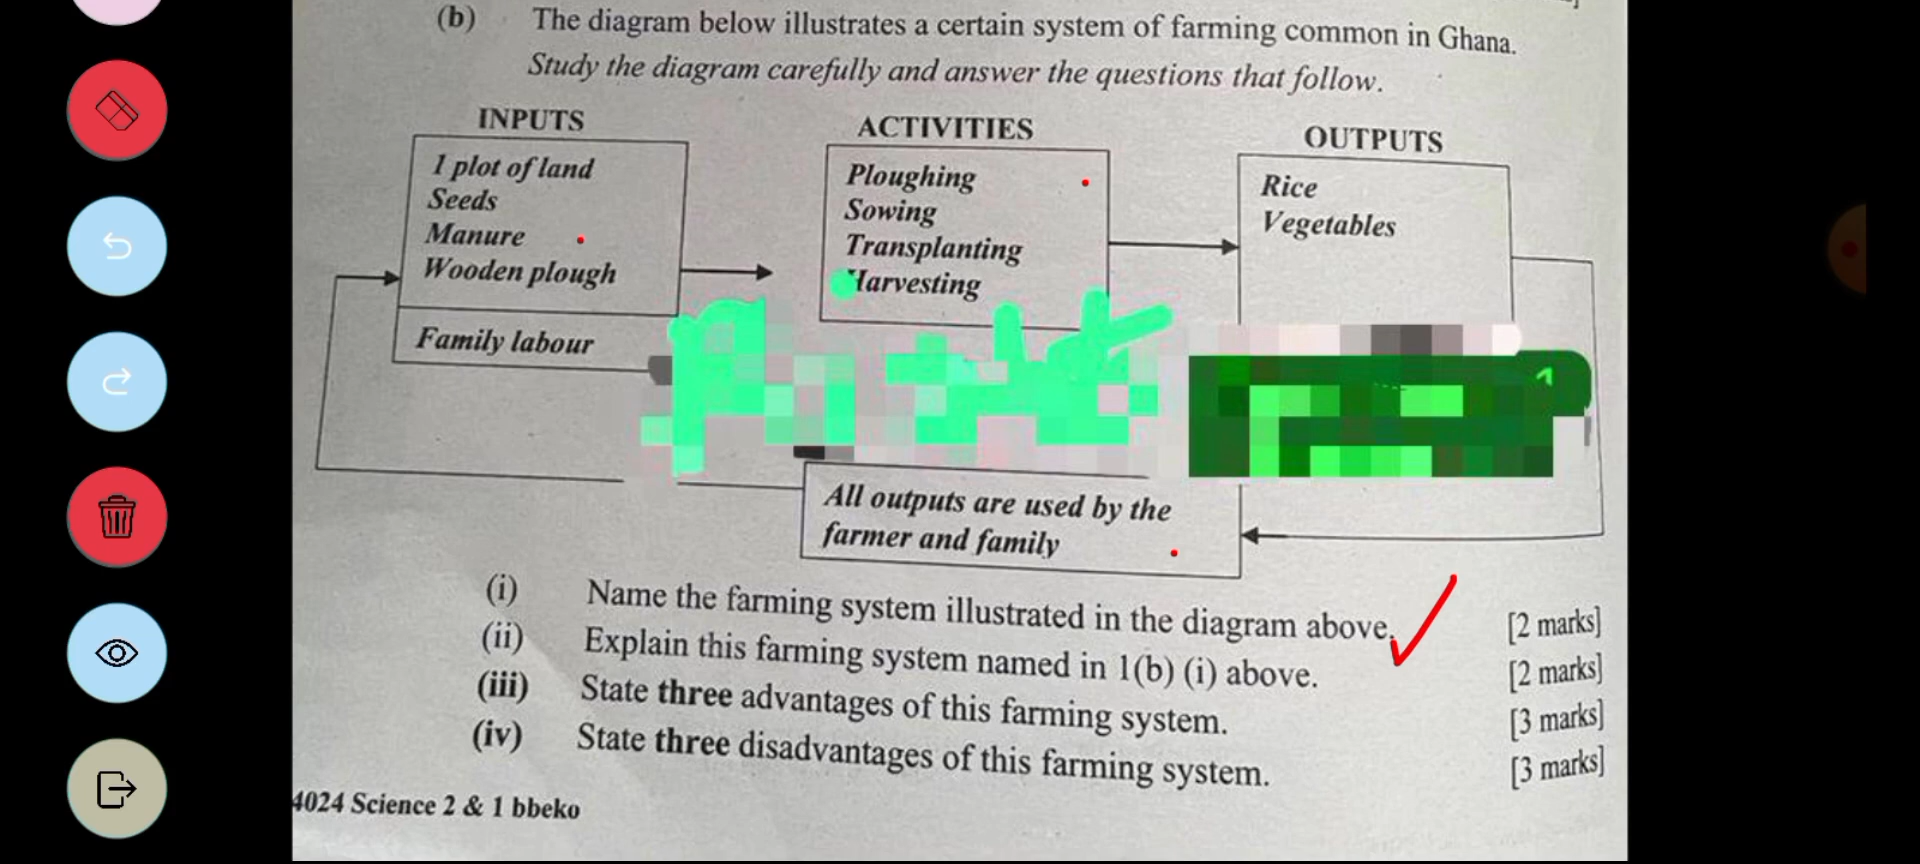 (b) The diagram below illustrates a certain system of farming common in Ghana.
Study the diagram carefully and answer the questions that follow.
INPUTS
1 plot of land
Seeds
Manure
Wooden plough
Family labour
ACTIVITIES
Ploughing
Sowing
Transplanting
Harvesting
OUTPUTS
Rice
Vegetables
All outputs are used by the
farmer and family
(i) Name the farming system illustrated in the diagram above. [2 marks]
(ii) Explain this farming system named in 1(b) (i) above. [2 marks]
(iii) State three advantages of this farming system. [3 marks]
(iv) State three disadvantages of this farming system. [3 marks]
4024 Science 2 & 1 bbeko